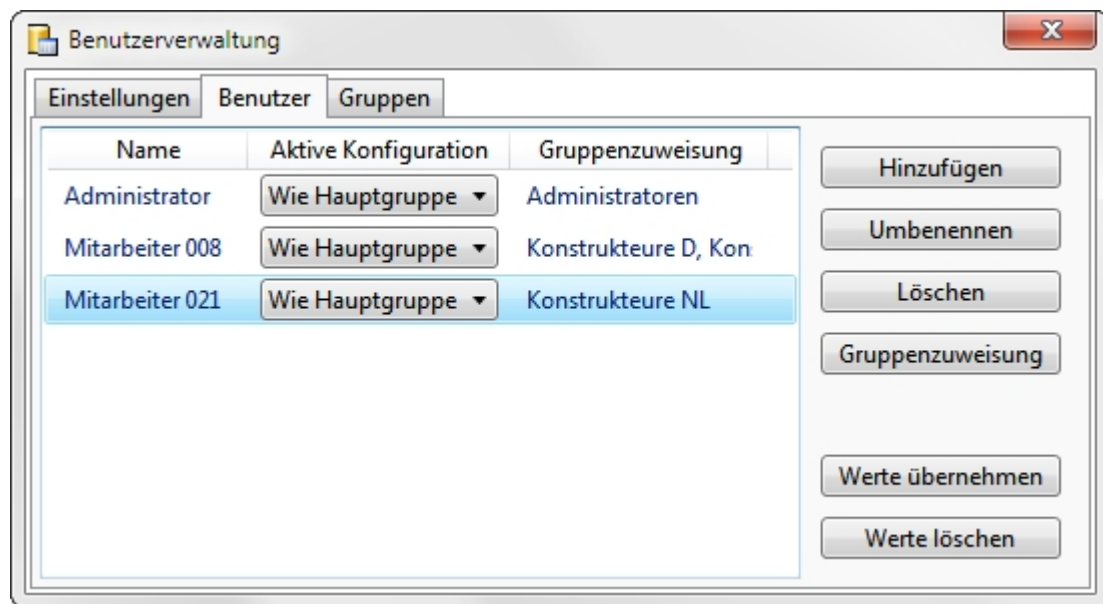 Benutzerverwaltung
Einstellungen Benutzer Gruppen
Name Aktive Konfiguration Gruppenzuweisung
Administrator Wie Hauptgruppe Administratoren
Mitarbeiter 008 Wie Hauptgruppe Konstrukteure D, Kon
Mitarbeiter 021 Wie Hauptgruppe Konstrukteure NL
Hinzufügen
Umbenennen
Löschen
Gruppenzuweisung
Werte übernehmen
Werte löschen